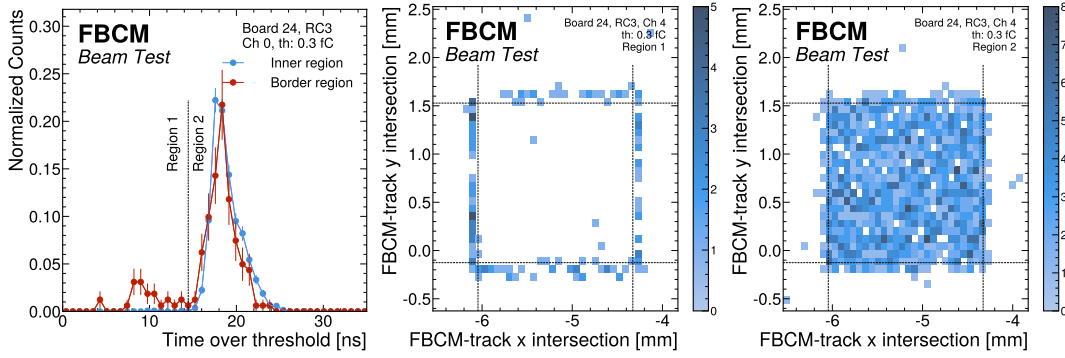 FBCM
Beam Test
Board 24, RC3
Ch 0, th: 0.3 fC
Inner region
Border region
Region 1
Region 2
Normalized Counts
0.30
0.25
0.20
0.15
0.10
0.05
0.00
0
10
20
30
Time over threshold [ns]
FBCM
Beam Test
Board 24, RC3, Ch 4
th: 0.3 fC
Region 1
FBCM-track y intersection [mm]
2.5
2.0
1.5
1.0
0.5
0.0
-0.5
-6
-5
-4
FBCM-track x intersection [mm]
5
4
3
2
1
0
FBCM
Beam Test
Board 24, RC3, Ch 4
th: 0.3 fC
Region 2
FBCM-track y intersection [mm]
2.5
2.0
1.5
1.0
0.5
0.0
-0.5
-6
-5
-4
FBCM-track x intersection [mm]
8
7
6
5
4
3
2
1
0